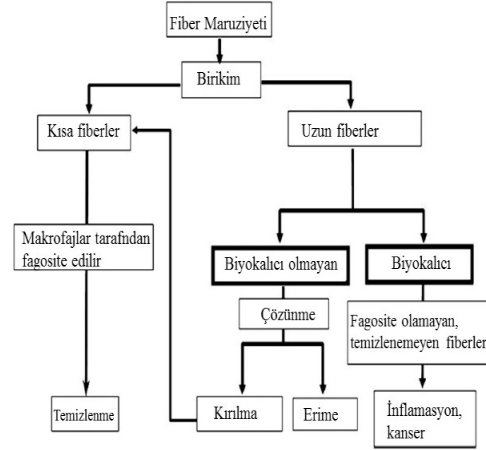 Fiber Maruziyeti
Birikim
Kısa fiberler
Uzun fiberler
Makrofajlar tarafından
fagosite edilir
Biyokalıcı olmayan
Biyokalıcı
Çözünme
Fagosite olamayan,
temizlenemeyen fiberler
Temizlenme
Kırılma
Erime
İnflamasyon,
kanser